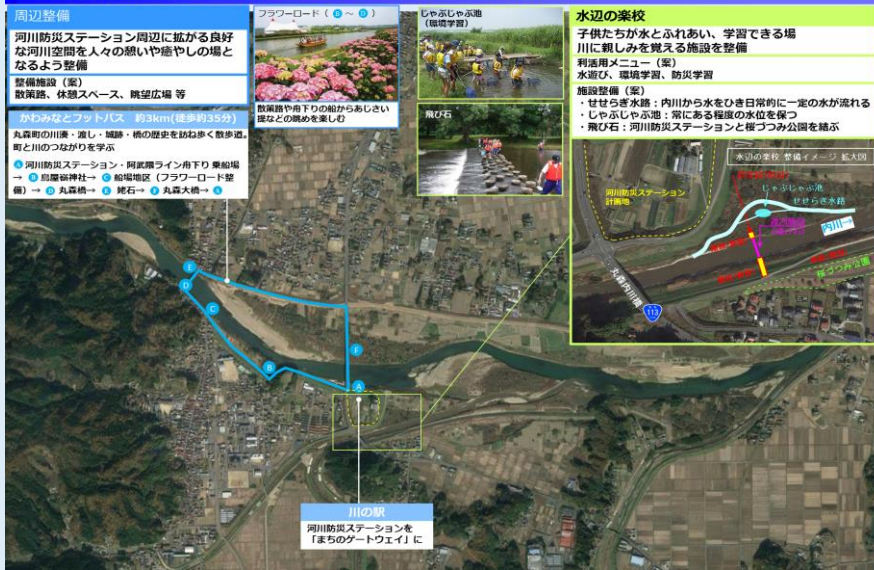 周辺整備
河川防災ステーション周辺に拡がる良好
な河川空間を人々の憩いや癒やしの場と
なるよう整備
整備施設（案）
散策路、休憩スペース、眺望広場 等
かわみなとフットパス 約3km(徒歩約35分)
丸森町の川湊・渡し・城跡・橋の歴史を訪ね歩く散歩道。
町と川のつながりを学ぶ
A 河川防災ステーション・阿武隈ライン舟下り 乗船場
→ B 鳥屋嶺神社→ C 船場地区（フラワーロード整
備）→ D 丸森橋→ E 姥石→ F 丸森大橋→ A
フラワーロード（B～D）
散策路や舟下りの船からあじさい
堤などの眺めを楽しむ
じゃぶじゃぶ池
（環境学習）
飛び石
水辺の楽校
子供たちが水とふれあい、学習できる場
川に親しみを覚える施設を整備
利活用メニュー（案）
水遊び、環境学習、防災学習
施設整備（案）
・せせらぎ水路：内川から水をひき日常的に一定の水が流れる
・じゃぶじゃぶ池：常にある程度の水位を保つ
・飛び石：河川防災ステーションと桜づつみ公園を結ぶ
水辺の楽校 整備イメージ 拡大図
河川防災ステーション
計画地
じゃぶじゃぶ池
せせらぎ水路
内川→
丸森内川橋
113
桜づつみ公園
E
D
C
B
F
A
川の駅
河川防災ステーションを
「まちのゲートウェイ」に